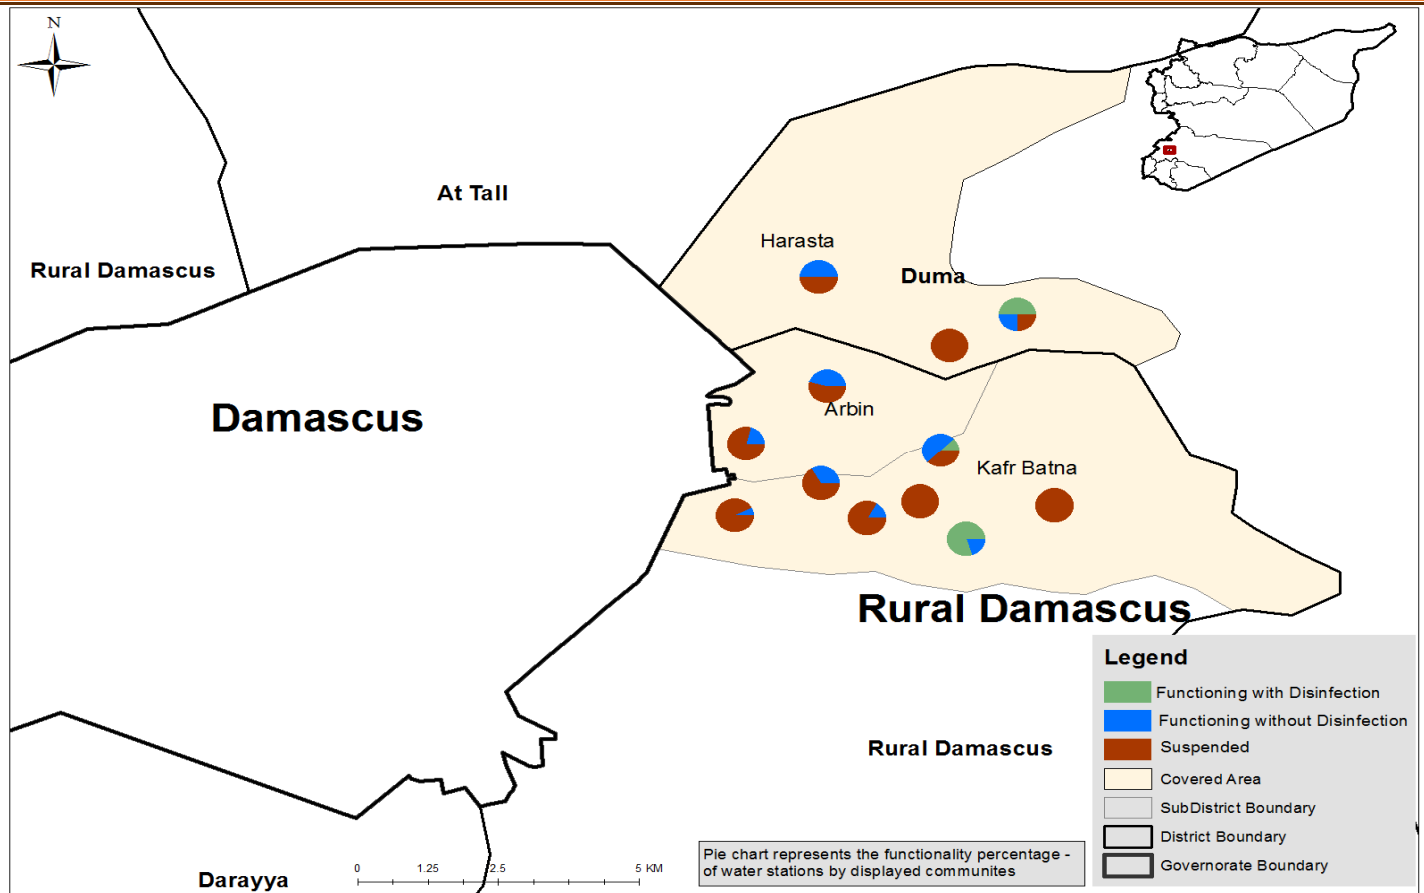 N
At Tall
Harasta
Rural Damascus
Duma
Damascus
Arbin
Kafr Batna
Rural Damascus
Legend
Functioning with Disinfection
Functioning without Disinfection
Suspended
Covered Area
SubDistrict Boundary
District Boundary
Governorate Boundary
Rural Damascus
Pie chart represents the functionality percentage -
of water stations by displayed communites
0 1.25 2.5 5 KM
Darayya